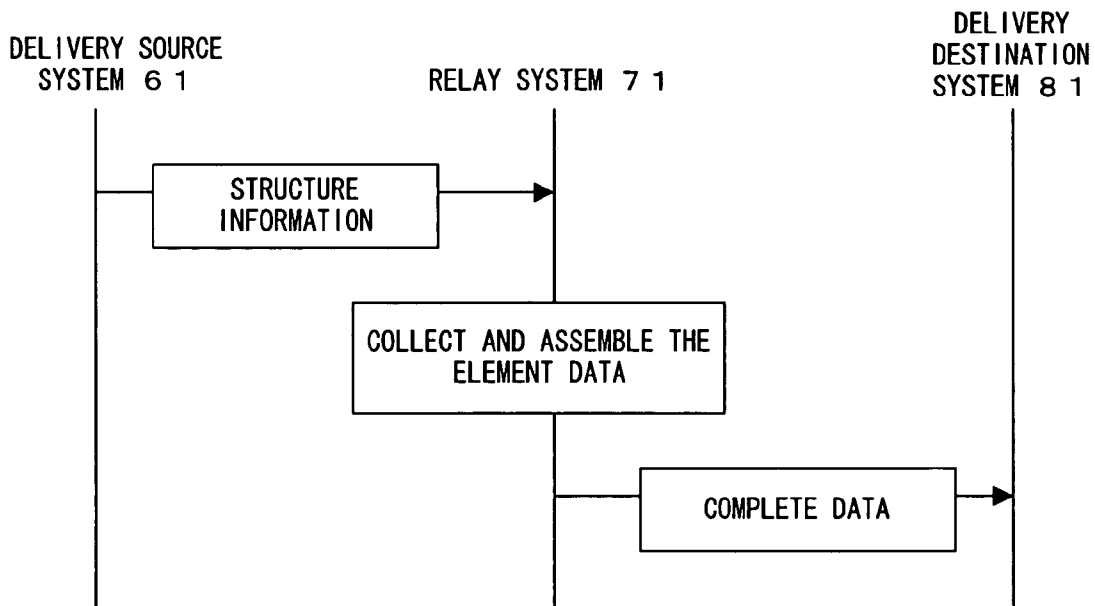 DELIVERY SOURCE
SYSTEM 61
RELAY SYSTEM 71
DELIVERY
DESTINATION
SYSTEM 81
STRUCTURE
INFORMATION
COLLECT AND ASSEMBLE THE
ELEMENT DATA
COMPLETE DATA